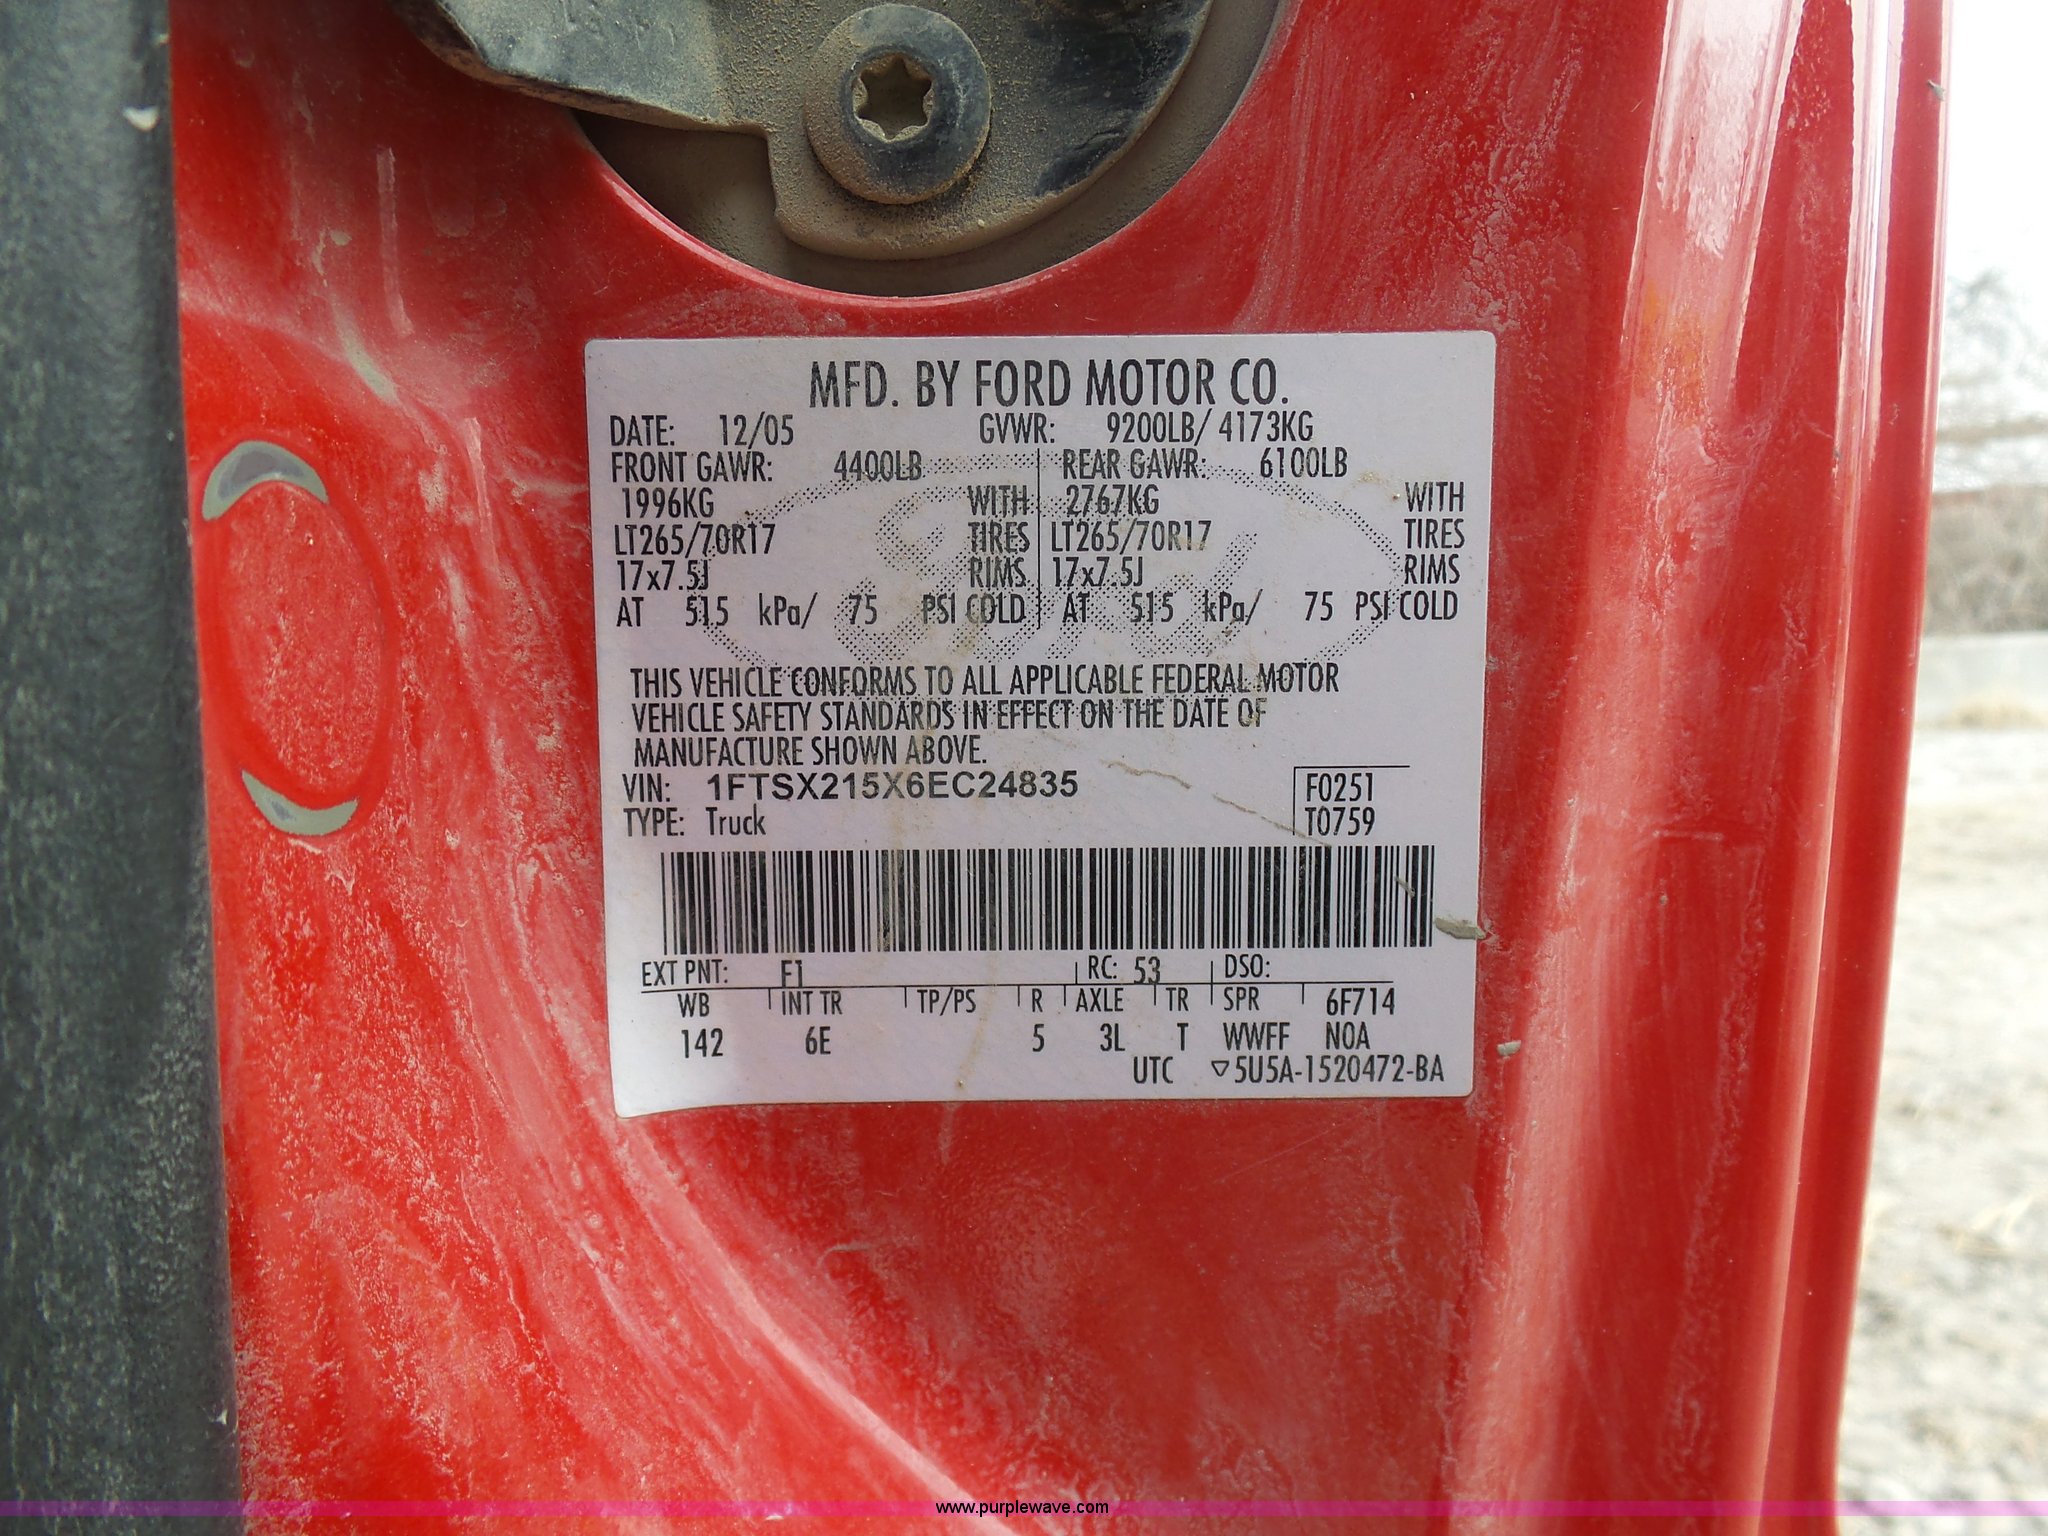 MFD. BY FORD MOTOR CO.
DATE: 12/05 GVWR: 9200LB/ 4173KG
FRONT GAWR: 4400LB REAR GAWR: 6100LB
1996KG WITH 2767KG WITH
LT265/70R17 TIRES LT265/70R17 TIRES
17x7.5J RIMS 17x7.5J RIMS
AT 515 kPa/ 75 PSI COLD AT 515 kPa/ 75 PSI COLD
Ford
THIS VEHICLE CONFORMS TO ALL APPLICABLE FEDERAL MOTOR
VEHICLE SAFETY STANDARDS IN EFFECT ON THE DATE OF
MANUFACTURE SHOWN ABOVE.
VIN: 1FTSX215X6EC24835 F0251
TYPE: Truck T0759
EXT PNT: F1 RC: 53 DSO:
WB INT TR TP/PS R AXLE TR SPR 6F714
142 6E 5 3L T WWFF NOA
UTC ▽5U5A-1520472-BA
www.purplewave.com